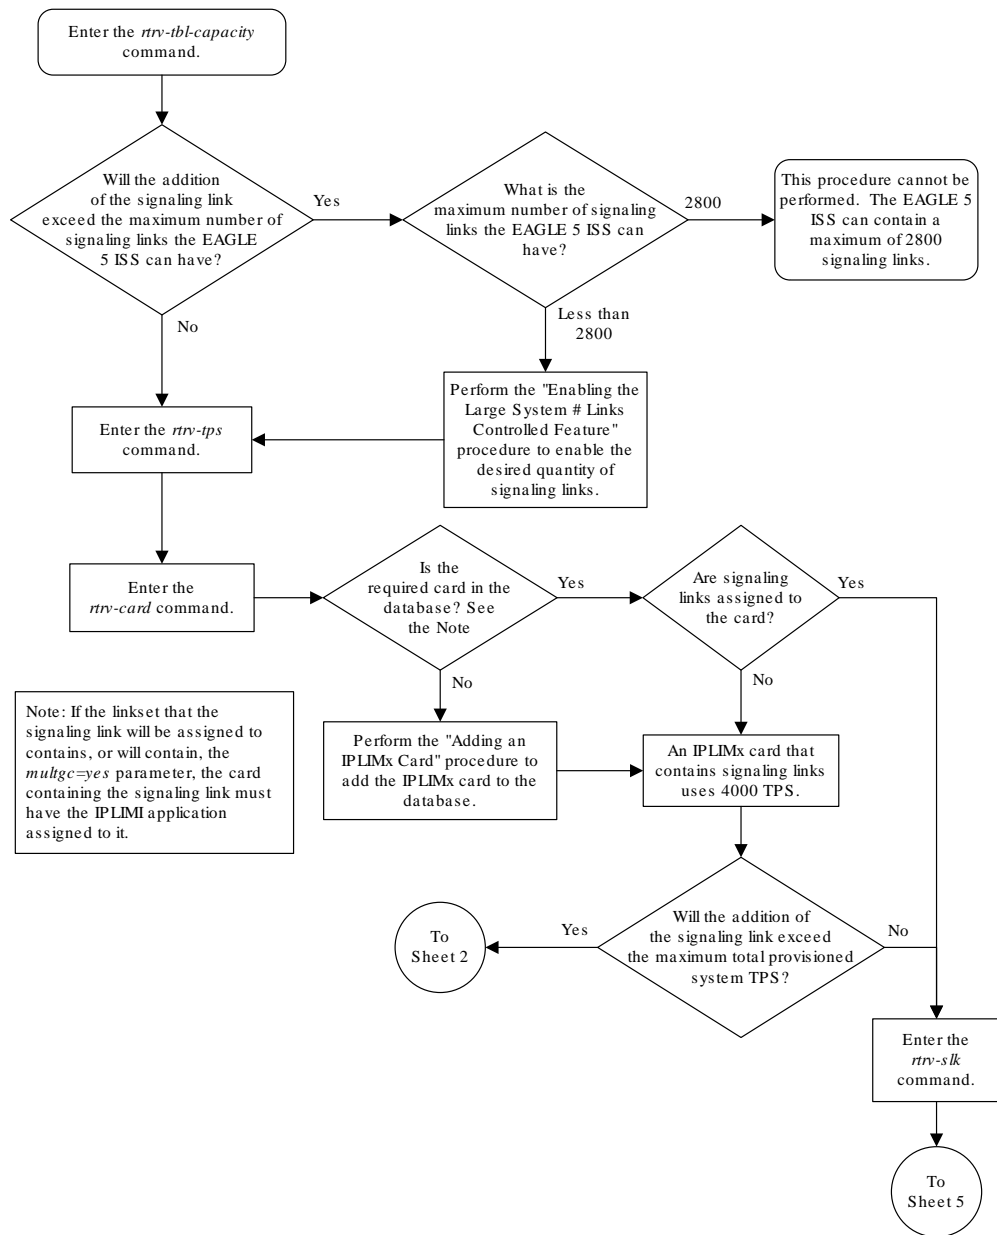 Enter the rtrv-tbl-capacity
command.
Will the addition
of the signaling link
exceed the maximum number of
signaling links the EAGLE
5 ISS can have?
Yes
What is the
maximum number of signaling
links the EAGLE 5 ISS can
have?
2800
This procedure cannot be
performed. The EAGLE 5
ISS can contain a
maximum of 2800
signaling links.
No
Less than
2800
Enter the rtrv-tps
command.
Perform the "Enabling the
Large System # Links
Controlled Feature"
procedure to enable the
desired quantity of
signaling links.
Enter the
rtrv-card command.
Is the
required card in the
database? See
the Note
Yes
Are signaling
links assigned to
the card?
Yes
No
No
Note: If the linkset that the
signaling link will be assigned to
contains, or will contain, the
multgc=yes parameter, the card
containing the signaling link must
have the IPLIMI application
assigned to it.
Perform the "Adding an
IPLIMx Card" procedure to
add the IPLIMx card to the
database.
An IPLIMx card that
contains signaling links
uses 4000 TPS.
To
Sheet 2
Yes
Will the addition of
the signaling link exceed
the maximum total provisioned
system TPS?
No
Enter the
rtrv-slk
command.
To
Sheet 5